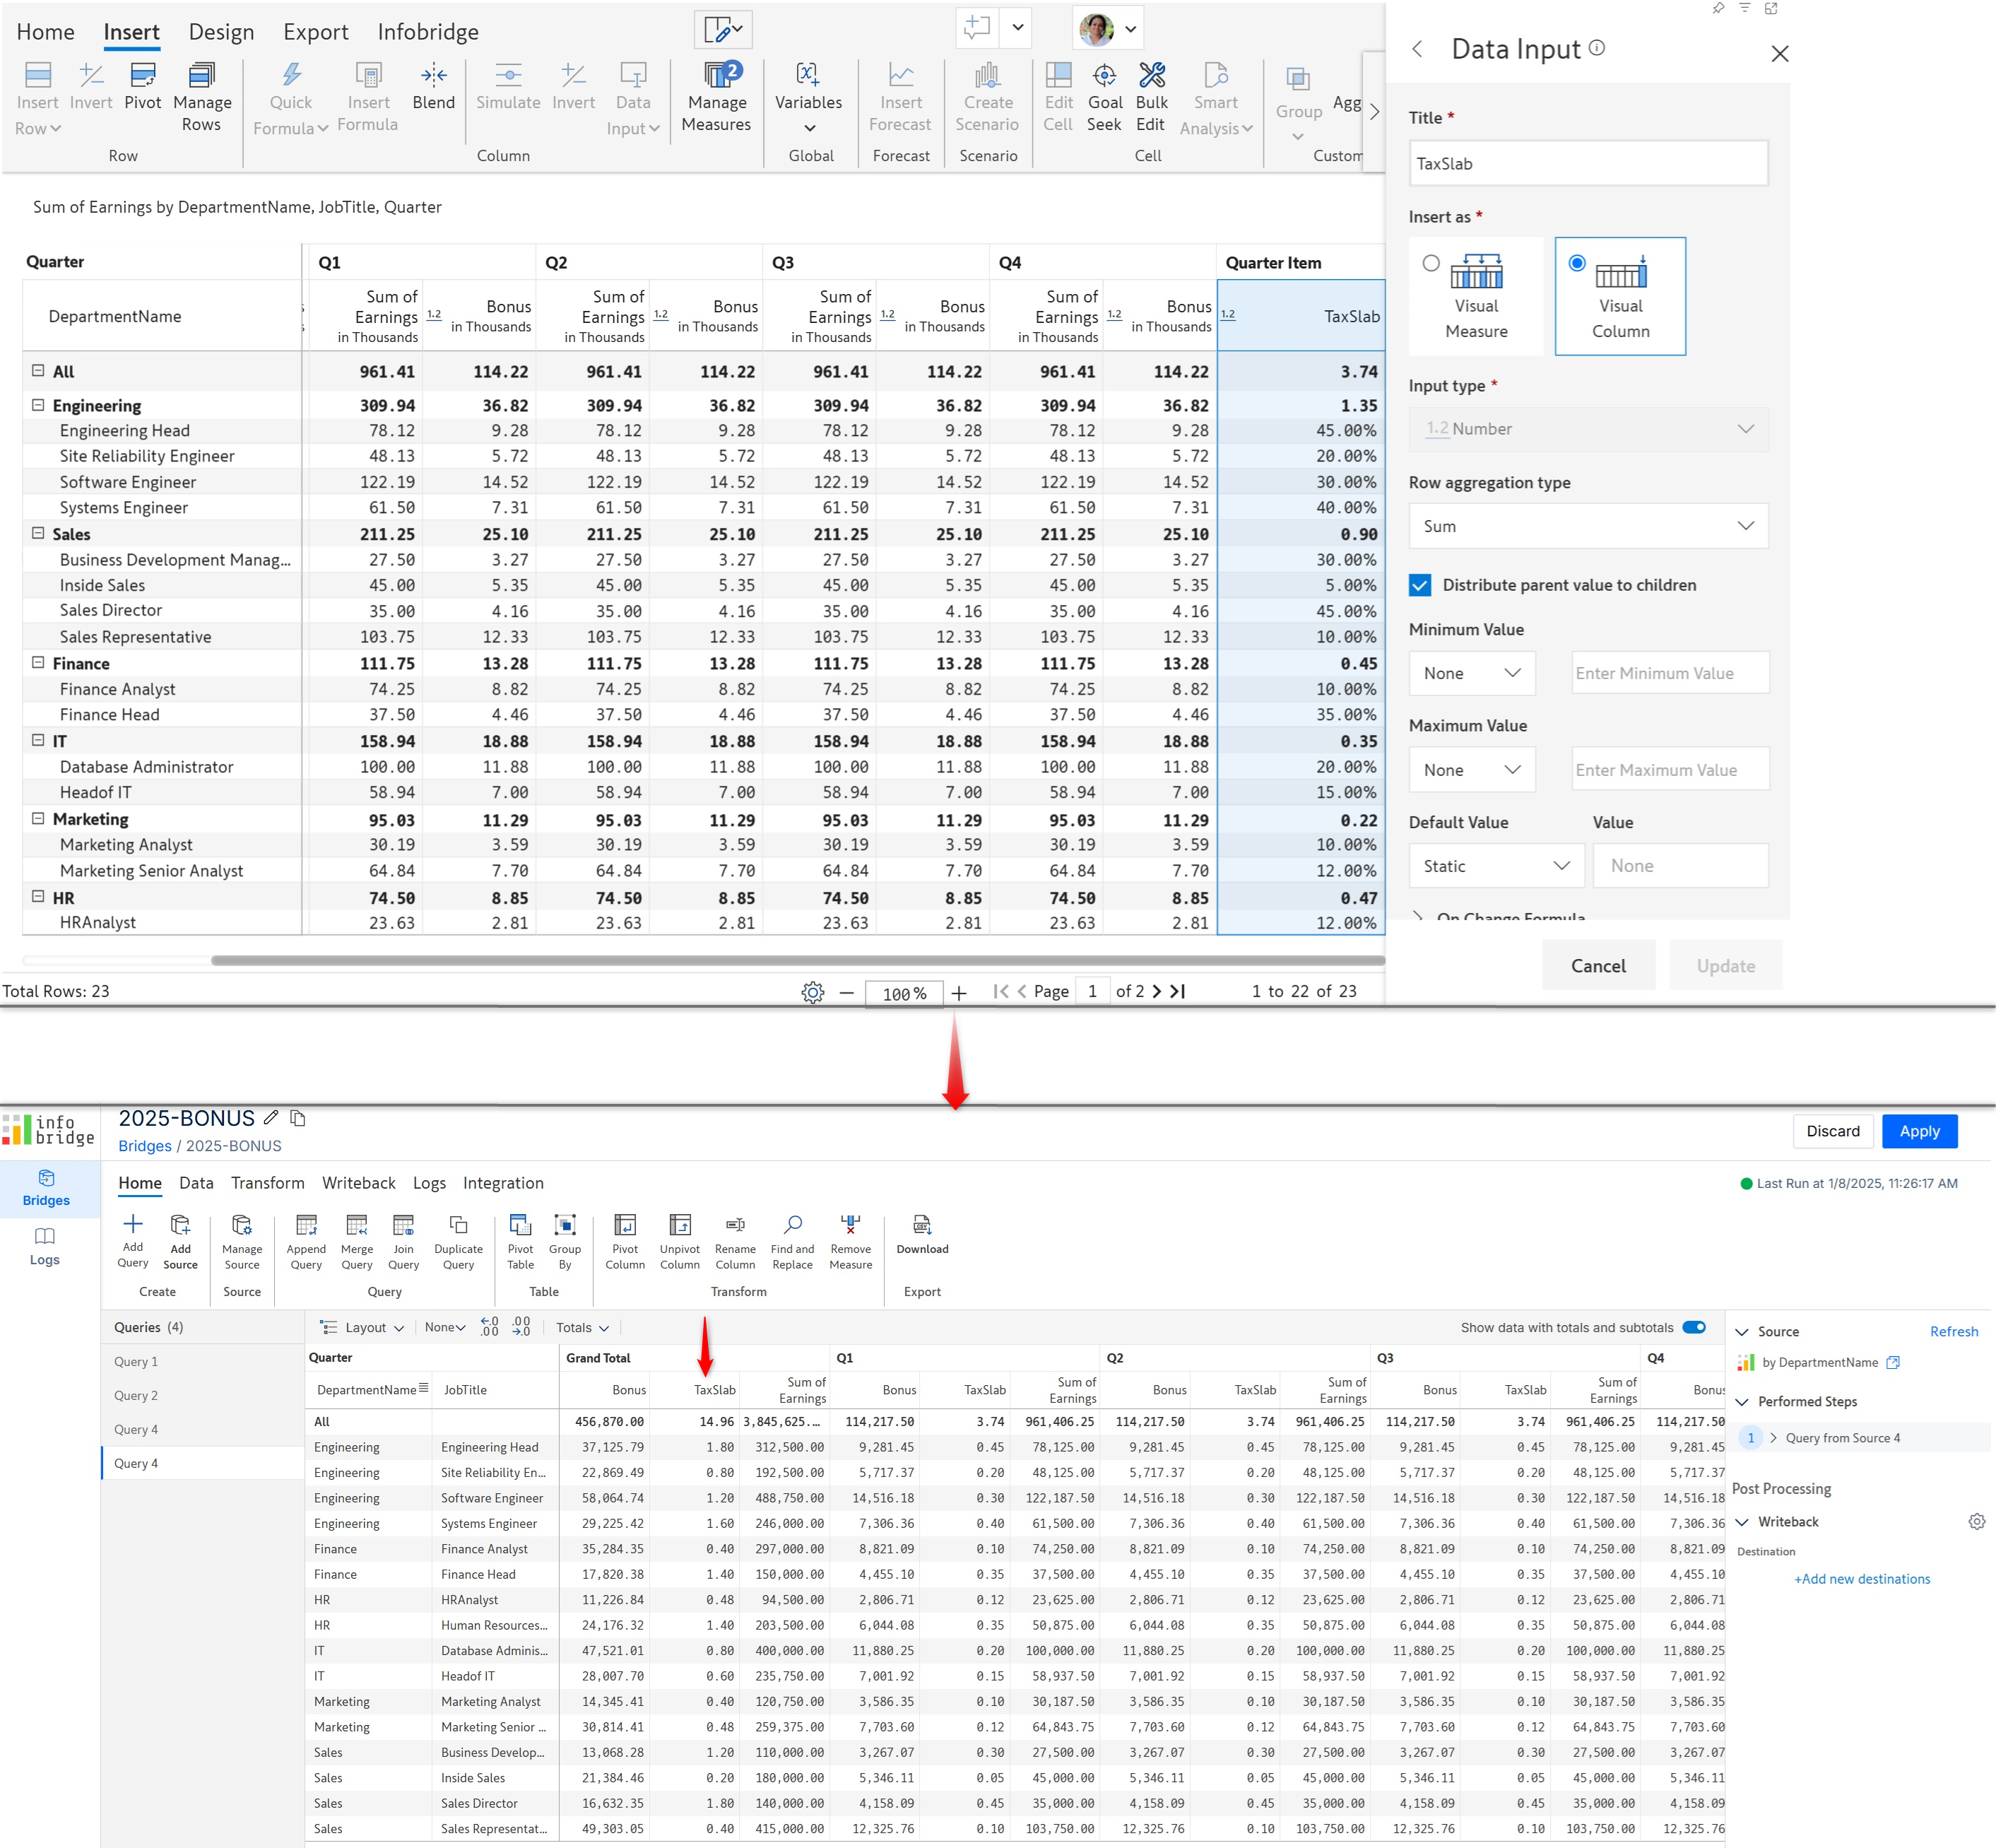 Home Insert Design Export Infobridge
Insert Row Invert Pivot Manage Rows Quick Formula Insert Formula Blend Simulate Invert Data Input Manage Measures 2 Variables Insert Forecast Create Scenario Edit Cell Goal Seek Bulk Edit Smart Analysis Group Agg
Row Column Global Forecast Scenario Cell Custom
Sum of Earnings by DepartmentName, JobTitle, Quarter
Quarter Q1 Q2 Q3 Q4 Quarter Item
DepartmentName Sum of Earnings in Thousands 1.2 Bonus in Thousands Sum of Earnings in Thousands 1.2 Bonus in Thousands Sum of Earnings in Thousands 1.2 Bonus in Thousands Sum of Earnings in Thousands 1.2 Bonus in Thousands 1.2 TaxSlab
All 961.41 114.22 961.41 114.22 961.41 114.22 961.41 114.22 3.74
Engineering 309.94 36.82 309.94 36.82 309.94 36.82 309.94 36.82 1.35
Engineering Head 78.12 9.28 78.12 9.28 78.12 9.28 78.12 9.28 45.00%
Site Reliability Engineer 48.13 5.72 48.13 5.72 48.13 5.72 48.13 5.72 20.00%
Software Engineer 122.19 14.52 122.19 14.52 122.19 14.52 122.19 14.52 30.00%
Systems Engineer 61.50 7.31 61.50 7.31 61.50 7.31 61.50 7.31 40.00%
Sales 211.25 25.10 211.25 25.10 211.25 25.10 211.25 25.10 0.90
Business Development Manag... 27.50 3.27 27.50 3.27 27.50 3.27 27.50 3.27 30.00%
Inside Sales 45.00 5.35 45.00 5.35 45.00 5.35 45.00 5.35 5.00%
Sales Director 35.00 4.16 35.00 4.16 35.00 4.16 35.00 4.16 45.00%
Sales Representative 103.75 12.33 103.75 12.33 103.75 12.33 103.75 12.33 10.00%
Finance 111.75 13.28 111.75 13.28 111.75 13.28 111.75 13.28 0.45
Finance Analyst 74.25 8.82 74.25 8.82 74.25 8.82 74.25 8.82 10.00%
Finance Head 37.50 4.46 37.50 4.46 37.50 4.46 37.50 4.46 35.00%
IT 158.94 18.88 158.94 18.88 158.94 18.88 158.94 18.88 0.35
Database Administrator 100.00 11.88 100.00 11.88 100.00 11.88 100.00 11.88 20.00%
Headof IT 58.94 7.00 58.94 7.00 58.94 7.00 58.94 7.00 15.00%
Marketing 95.03 11.29 95.03 11.29 95.03 11.29 95.03 11.29 0.22
Marketing Analyst 30.19 3.59 30.19 3.59 30.19 3.59 30.19 3.59 10.00%
Marketing Senior Analyst 64.84 7.70 64.84 7.70 64.84 7.70 64.84 7.70 12.00%
HR 74.50 8.85 74.50 8.85 74.50 8.85 74.50 8.85 0.47
HRAnalyst 23.63 2.81 23.63 2.81 23.63 2.81 23.63 2.81 12.00%
Total Rows: 23 100% Page 1 of 2 1 to 22 of 23
Data Input
Title *
TaxSlab
Insert as *
Visual Measure Visual Column
Input type *
1.2 Number
Row aggregation type
Sum
Distribute parent value to children
Minimum Value
None Enter Minimum Value
Maximum Value
None Enter Maximum Value
Default Value Value
Static None
On Change Formula
Cancel Update
info bridge
2025-BONUS
Bridges / 2025-BONUS
Discard Apply
Bridges
Logs
Home Data Transform Writeback Logs Integration
Last Run at 1/8/2025, 11:26:17 AM
Add Query Add Source Manage Source Append Query Merge Query Join Query Duplicate Query Pivot Table Group By Pivot Column Unpivot Column Rename Column Find and Replace Remove Measure Download
Create Source Query Table Transform Export
Queries (4)
Query 1
Query 2
Query 4
Query 4
Layout None Totals Show data with totals and subtotals
Quarter Grand Total Q1 Q2 Q3 Q4
DepartmentName JobTitle Bonus TaxSlab Sum of Earnings Bonus TaxSlab Sum of Earnings Bonus TaxSlab Sum of Earnings Bonus TaxSlab Sum of Earnings Bonus
All 456,870.00 14.96 3,845,625.... 114,217.50 3.74 961,406.25 114,217.50 3.74 961,406.25 114,217.50 3.74 961,406.25 114,217.50
Engineering Engineering Head 37,125.79 1.80 312,500.00 9,281.45 0.45 78,125.00 9,281.45 0.45 78,125.00 9,281.45 0.45 78,125.00 9,281.45
Engineering Site Reliability En... 22,869.49 0.80 192,500.00 5,717.37 0.20 48,125.00 5,717.37 0.20 48,125.00 5,717.37 0.20 48,125.00 5,717.37
Engineering Software Engineer 58,064.74 1.20 488,750.00 14,516.18 0.30 122,187.50 14,516.18 0.30 122,187.50 14,516.18 0.30 122,187.50 14,516.18
Engineering Systems Engineer 29,225.42 1.60 246,000.00 7,306.36 0.40 61,500.00 7,306.36 0.40 61,500.00 7,306.36 0.40 61,500.00 7,306.36
Finance Finance Analyst 35,284.35 0.40 297,000.00 8,821.09 0.10 74,250.00 8,821.09 0.10 74,250.00 8,821.09 0.10 74,250.00 8,821.09
Finance Finance Head 17,820.38 1.40 150,000.00 4,455.10 0.35 37,500.00 4,455.10 0.35 37,500.00 4,455.10 0.35 37,500.00 4,455.10
HR HRAnalyst 11,226.84 0.48 94,500.00 2,806.71 0.12 23,625.00 2,806.71 0.12 23,625.00 2,806.71 0.12 23,625.00 2,806.71
HR Human Resources... 24,176.32 1.40 203,500.00 6,044.08 0.35 50,875.00 6,044.08 0.35 50,875.00 6,044.08 0.35 50,875.00 6,044.08
IT Database Adminis... 47,521.01 0.80 400,000.00 11,880.25 0.20 100,000.00 11,880.25 0.20 100,000.00 11,880.25 0.20 100,000.00 11,880.25
IT Headof IT 28,007.70 0.60 235,750.00 7,001.92 0.15 58,937.50 7,001.92 0.15 58,937.50 7,001.92 0.15 58,937.50 7,001.92
Marketing Marketing Analyst 14,345.41 0.40 120,750.00 3,586.35 0.10 30,187.50 3,586.35 0.10 30,187.50 3,586.35 0.10 30,187.50 3,586.35
Marketing Marketing Senior ... 30,814.41 0.48 259,375.00 7,703.60 0.12 64,843.75 7,703.60 0.12 64,843.75 7,703.60 0.12 64,843.75 7,703.60
Sales Business Develop... 13,068.28 1.20 110,000.00 3,267.07 0.30 27,500.00 3,267.07 0.30 27,500.00 3,267.07 0.30 27,500.00 3,267.07
Sales Inside Sales 21,384.46 0.20 180,000.00 5,346.11 0.05 45,000.00 5,346.11 0.05 45,000.00 5,346.11 0.05 45,000.00 5,346.11
Sales Sales Director 16,632.35 1.80 140,000.00 4,158.09 0.45 35,000.00 4,158.09 0.45 35,000.00 4,158.09 0.45 35,000.00 4,158.09
Sales Sales Representat... 49,303.05 0.40 415,000.00 12,325.76 0.10 103,750.00 12,325.76 0.10 103,750.00 12,325.76 0.10 103,750.00 12,325.76
Source Refresh
by DepartmentName
Performed Steps
1 Query from Source 4
Post Processing
Writeback
Destination
+Add new destinations